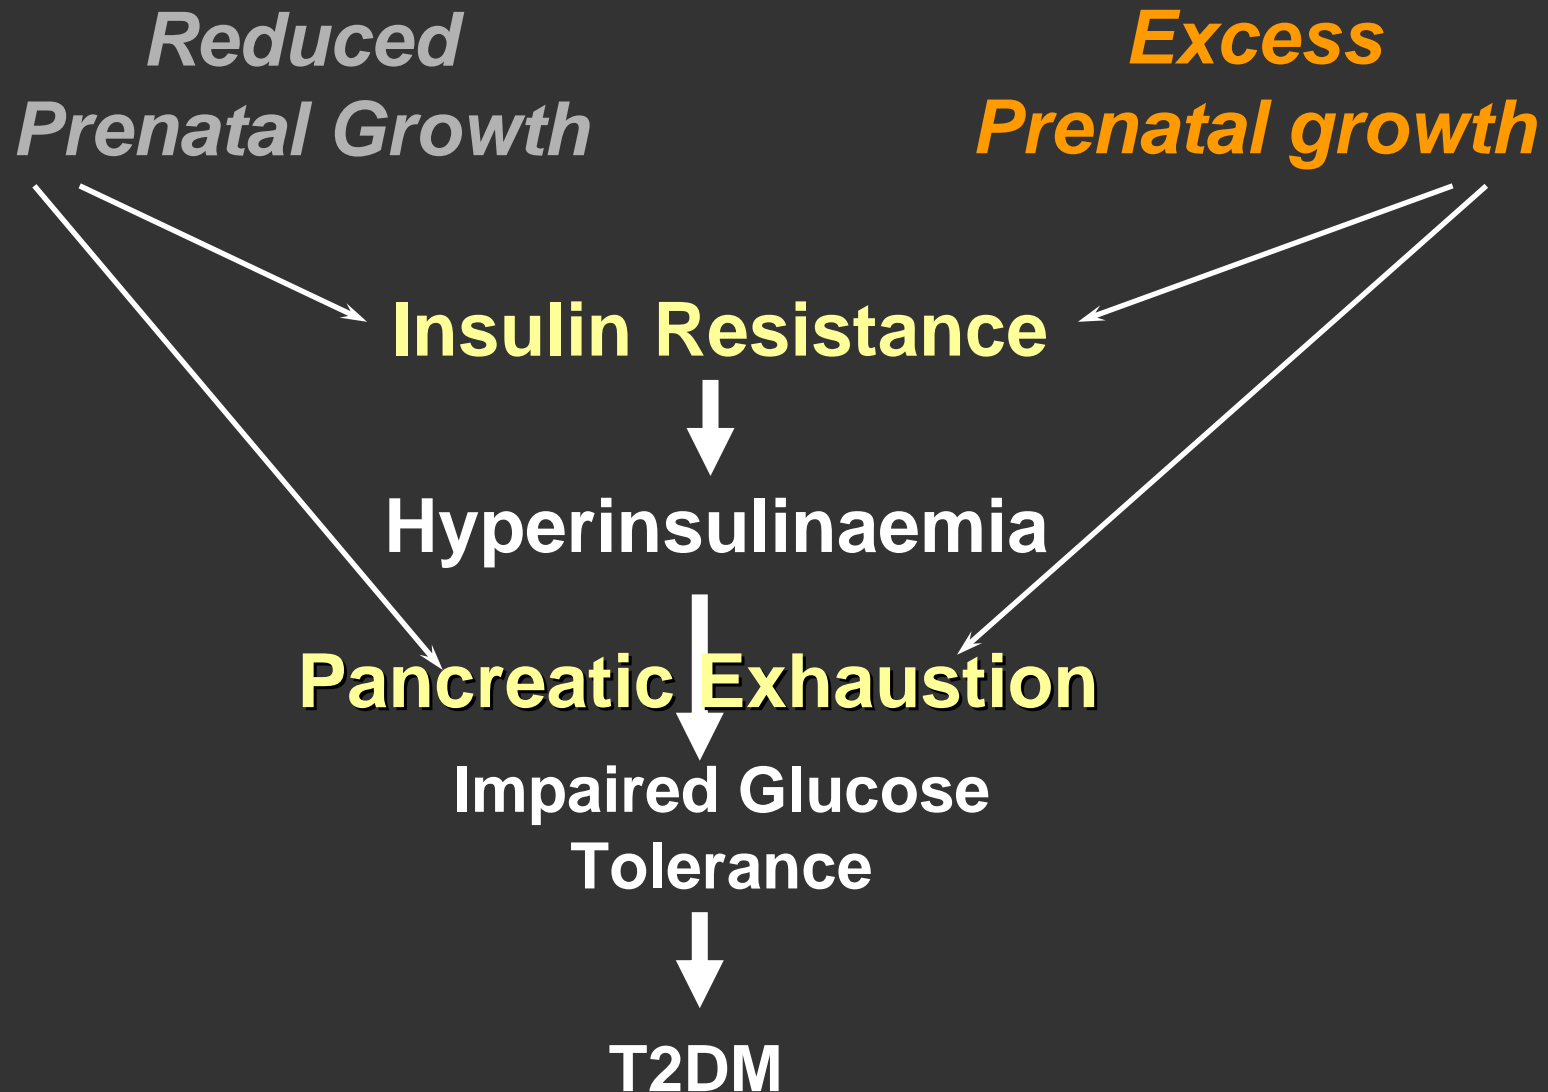 Reduced
Prenatal Growth
Excess
Prenatal growth
Insulin Resistance
Hyperinsulinaemia
Pancreatic Exhaustion
Impaired Glucose
Tolerance
T2DM